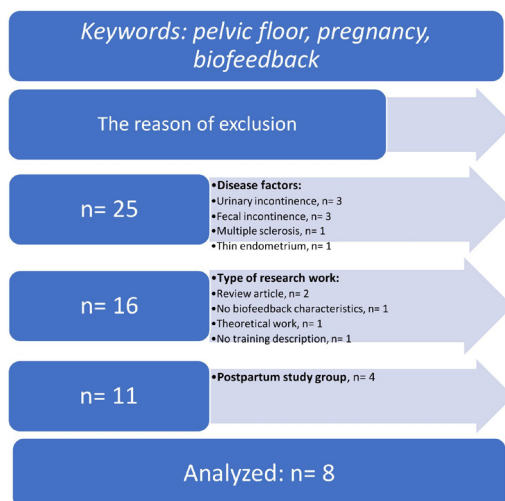 Keywords: pelvic floor, pregnancy,
biofeedback
The reason of exclusion
n= 25
•Disease factors:
•Urinary incontinence, n= 3
•Fecal incontinence, n= 3
•Multiple sclerosis, n= 1
•Thin endometrium, n= 1
n= 16
•Type of research work:
•Review article, n= 2
•No biofeedback characteristics, n= 1
•Theoretical work, n= 1
•No training description, n= 1
n= 11
•Postpartum study group, n= 4
Analyzed: n= 8